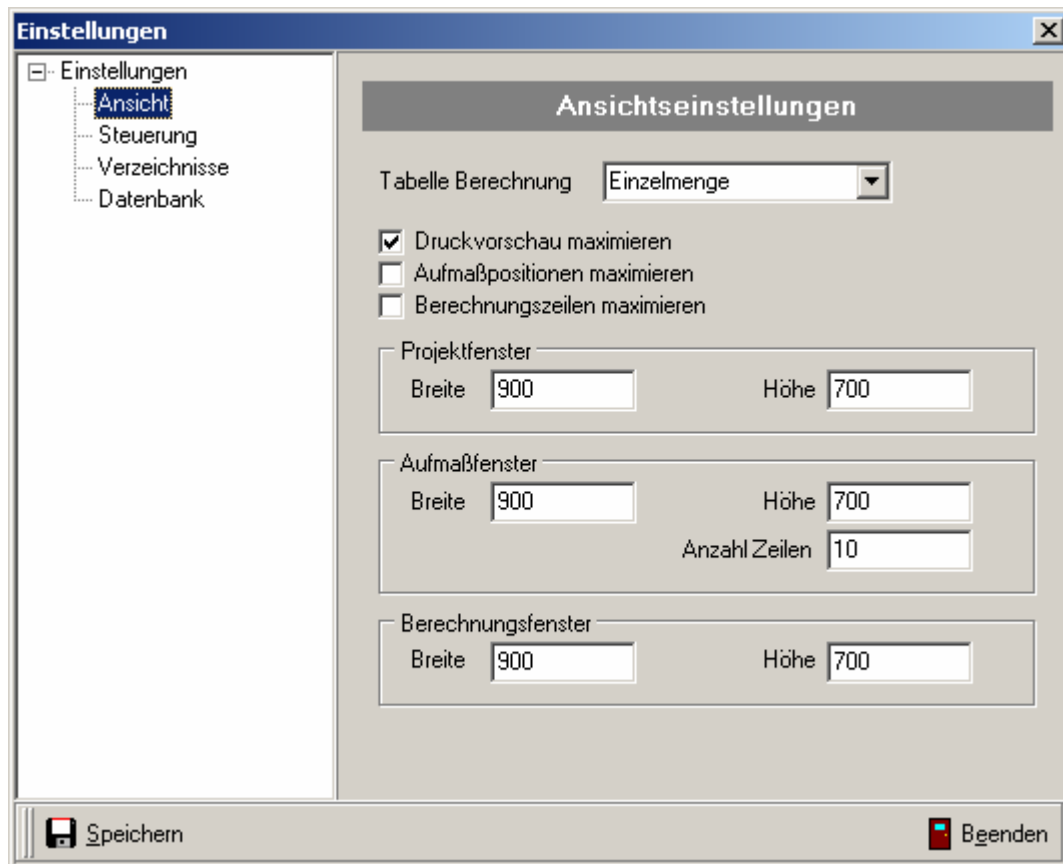 Einstellungen
Einstellungen
Ansicht
Steuerung
Verzeichnisse
Datenbank
Ansichtseinstellungen
Tabelle Berechnung Einzelmenge
Druckvorschau maximieren
Aufmaßpositionen maximieren
Berechnungszeilen maximieren
Projektfenster
Breite 900 Höhe 700
Aufmaßfenster
Breite 900 Höhe 700
Anzahl Zeilen 10
Berechnungsfenster
Breite 900 Höhe 700
Speichern Beenden